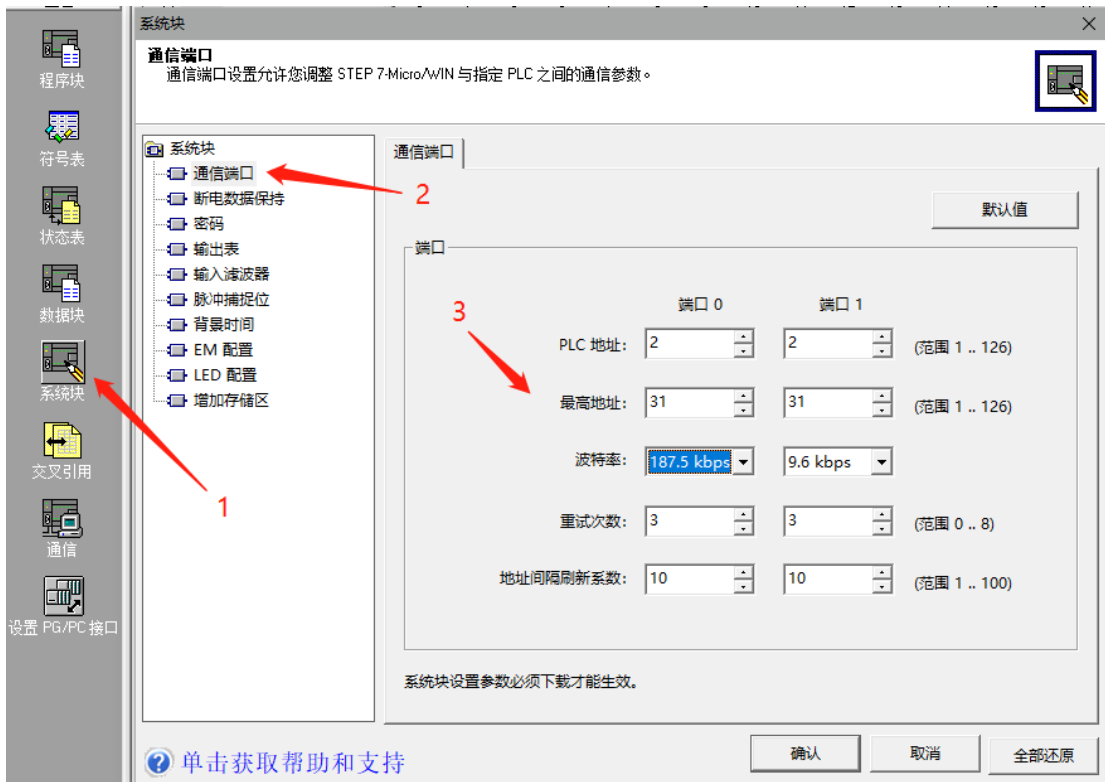 程序块
符号表
状态表
数据块
系统块
交叉引用
通信
设置 PG/PC 接口
1
系统块
通信端口
通信端口设置允许您调整 STEP 7-Micro/WIN 与指定 PLC 之间的通信参数。
系统块
通信端口
断电数据保持
密码
输出表
输入滤波器
脉冲捕捉位
背景时间
EM 配置
LED 配置
增加存储区
2
通信端口
默认值
端口
3
端口 0 端口 1
PLC 地址: 2 2 (范围 1 .. 126)
最高地址: 31 31 (范围 1 .. 126)
波特率: 187.5 kbps 9.6 kbps
重试次数: 3 3 (范围 0 .. 8)
地址间隔刷新系数: 10 10 (范围 1 .. 100)
系统块设置参数必须下载才能生效。
单击获取帮助和支持
确认 取消 全部还原